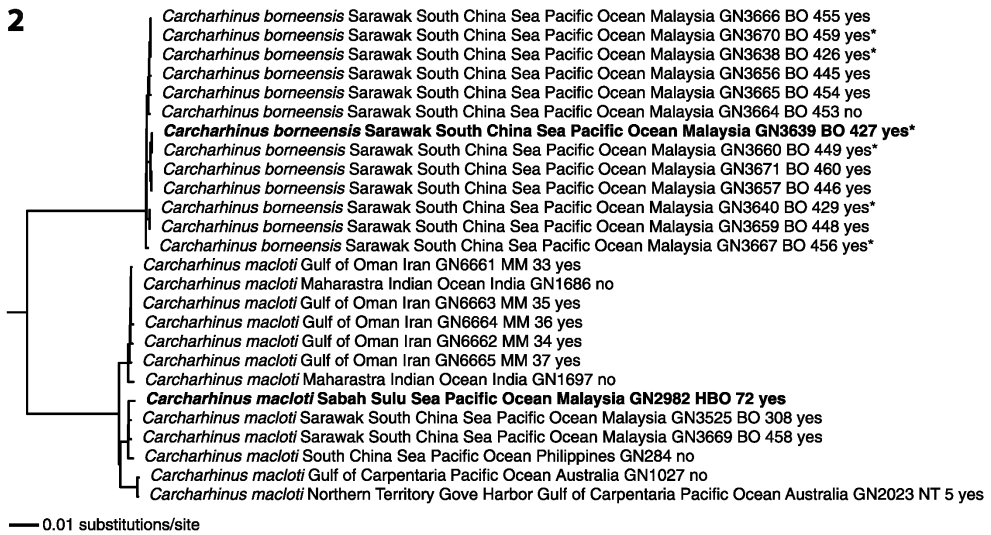 2
Carcharhinus borneensis Sarawak South China Sea Pacific Ocean Malaysia GN3666 BO 455 yes
Carcharhinus borneensis Sarawak South China Sea Pacific Ocean Malaysia GN3670 BO 459 yes*
Carcharhinus borneensis Sarawak South China Sea Pacific Ocean Malaysia GN3638 BO 426 yes*
Carcharhinus borneensis Sarawak South China Sea Pacific Ocean Malaysia GN3656 BO 445 yes
Carcharhinus borneensis Sarawak South China Sea Pacific Ocean Malaysia GN3665 BO 454 yes
Carcharhinus borneensis Sarawak South China Sea Pacific Ocean Malaysia GN3664 BO 453 no
Carcharhinus borneensis Sarawak South China Sea Pacific Ocean Malaysia GN3639 BO 427 yes*
Carcharhinus borneensis Sarawak South China Sea Pacific Ocean Malaysia GN3660 BO 449 yes*
Carcharhinus borneensis Sarawak South China Sea Pacific Ocean Malaysia GN3671 BO 460 yes
Carcharhinus borneensis Sarawak South China Sea Pacific Ocean Malaysia GN3657 BO 446 yes
Carcharhinus borneensis Sarawak South China Sea Pacific Ocean Malaysia GN3640 BO 429 yes*
Carcharhinus borneensis Sarawak South China Sea Pacific Ocean Malaysia GN3659 BO 448 yes
Carcharhinus borneensis Sarawak South China Sea Pacific Ocean Malaysia GN3667 BO 456 yes*
Carcharhinus macloti Gulf of Oman Iran GN6661 MM 33 yes
Carcharhinus macloti Maharastra Indian Ocean India GN1686 no
Carcharhinus macloti Gulf of Oman Iran GN6663 MM 35 yes
Carcharhinus macloti Gulf of Oman Iran GN6664 MM 36 yes
Carcharhinus macloti Gulf of Oman Iran GN6662 MM 34 yes
Carcharhinus macloti Gulf of Oman Iran GN6665 MM 37 yes
Carcharhinus macloti Maharastra Indian Ocean India GN1697 no
Carcharhinus macloti Sabah Sulu Sea Pacific Ocean Malaysia GN2982 HBO 72 yes
Carcharhinus macloti Sarawak South China Sea Pacific Ocean Malaysia GN3525 BO 308 yes
Carcharhinus macloti Sarawak South China Sea Pacific Ocean Malaysia GN3669 BO 458 yes
Carcharhinus macloti South China Sea Pacific Ocean Philippines GN284 no
Carcharhinus macloti Gulf of Carpentaria Pacific Ocean Australia GN1027 no
Carcharhinus macloti Northern Territory Gove Harbor Gulf of Carpentaria Pacific Ocean Australia GN2023 NT 5 yes
0.01 substitutions/site